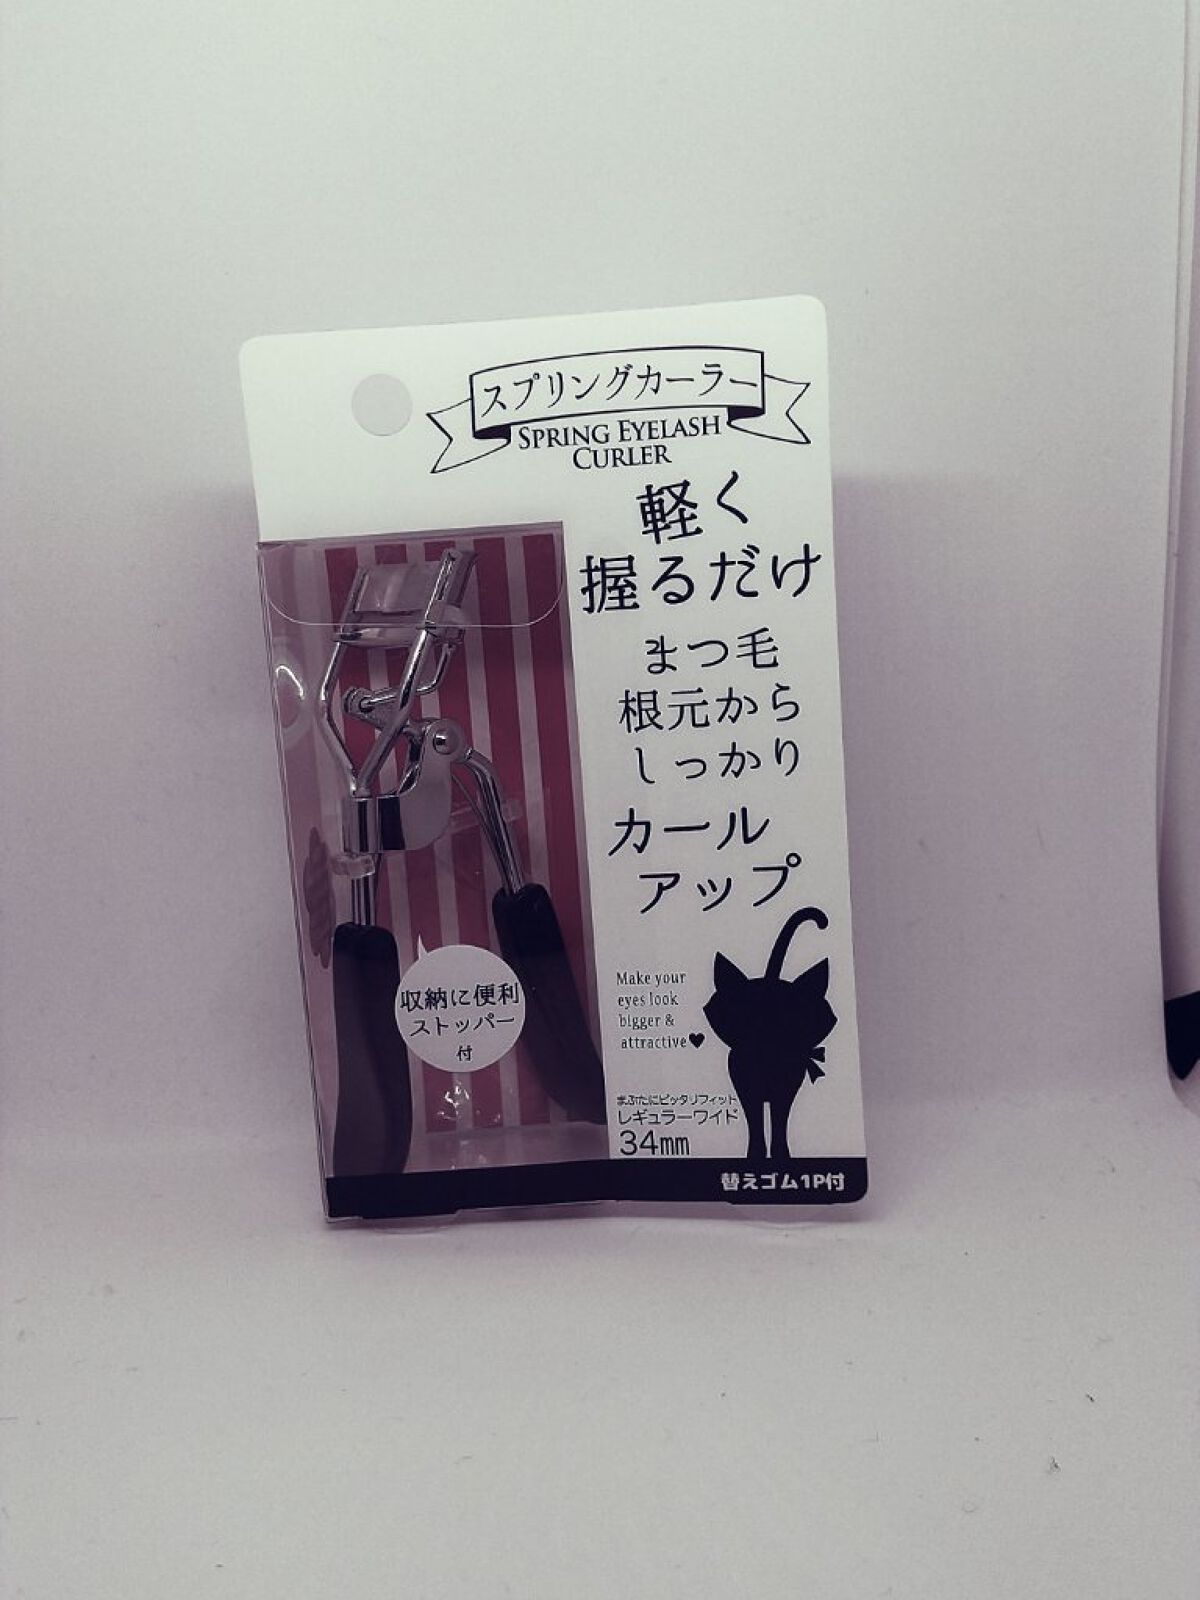 スプリングカーラー
SPRING EYELASH
CURLER
軽く
握るだけ
まつ毛
根元から
しっかり
カール
アップ
収納に便利
ストッパー
付
Make your
eyes look
bigger &
attractive♥
まぶたにピッタリフィット
レギュラーワイド
34mm
替えゴム1P付